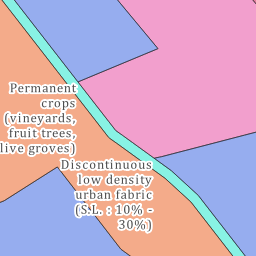 Permanent
crops
(vineyards,
fruit trees,
live groves)
Discontinuous
low density
urban fabric
(S.L. : 10% -
30%)